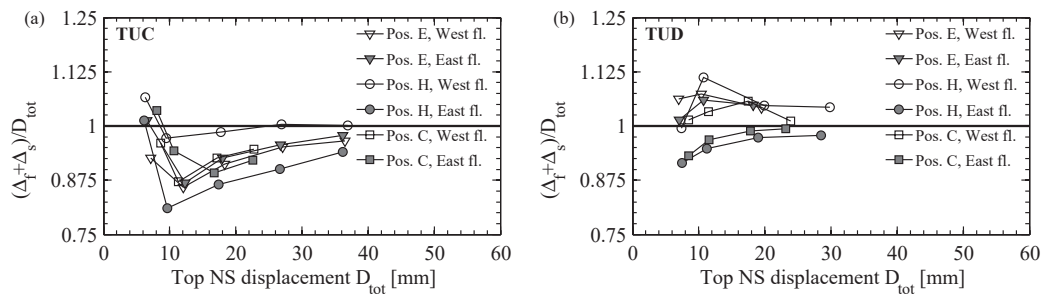 (a)
1.25
1.125
1
0.875
0.75
(Δf+Δs)/Dtot
TUC
Pos. E, West fl.
Pos. E, East fl.
Pos. H, West fl.
Pos. H, East fl.
Pos. C, West fl.
Pos. C, East fl.
0 10 20 30 40 50 60
Top NS displacement Dtot [mm]
(b)
1.25
1.125
1
0.875
0.75
(Δf+Δs)/Dtot
TUD
Pos. E, West fl.
Pos. E, East fl.
Pos. H, West fl.
Pos. H, East fl.
Pos. C, West fl.
Pos. C, East fl.
0 10 20 30 40 50 60
Top NS displacement Dtot [mm]